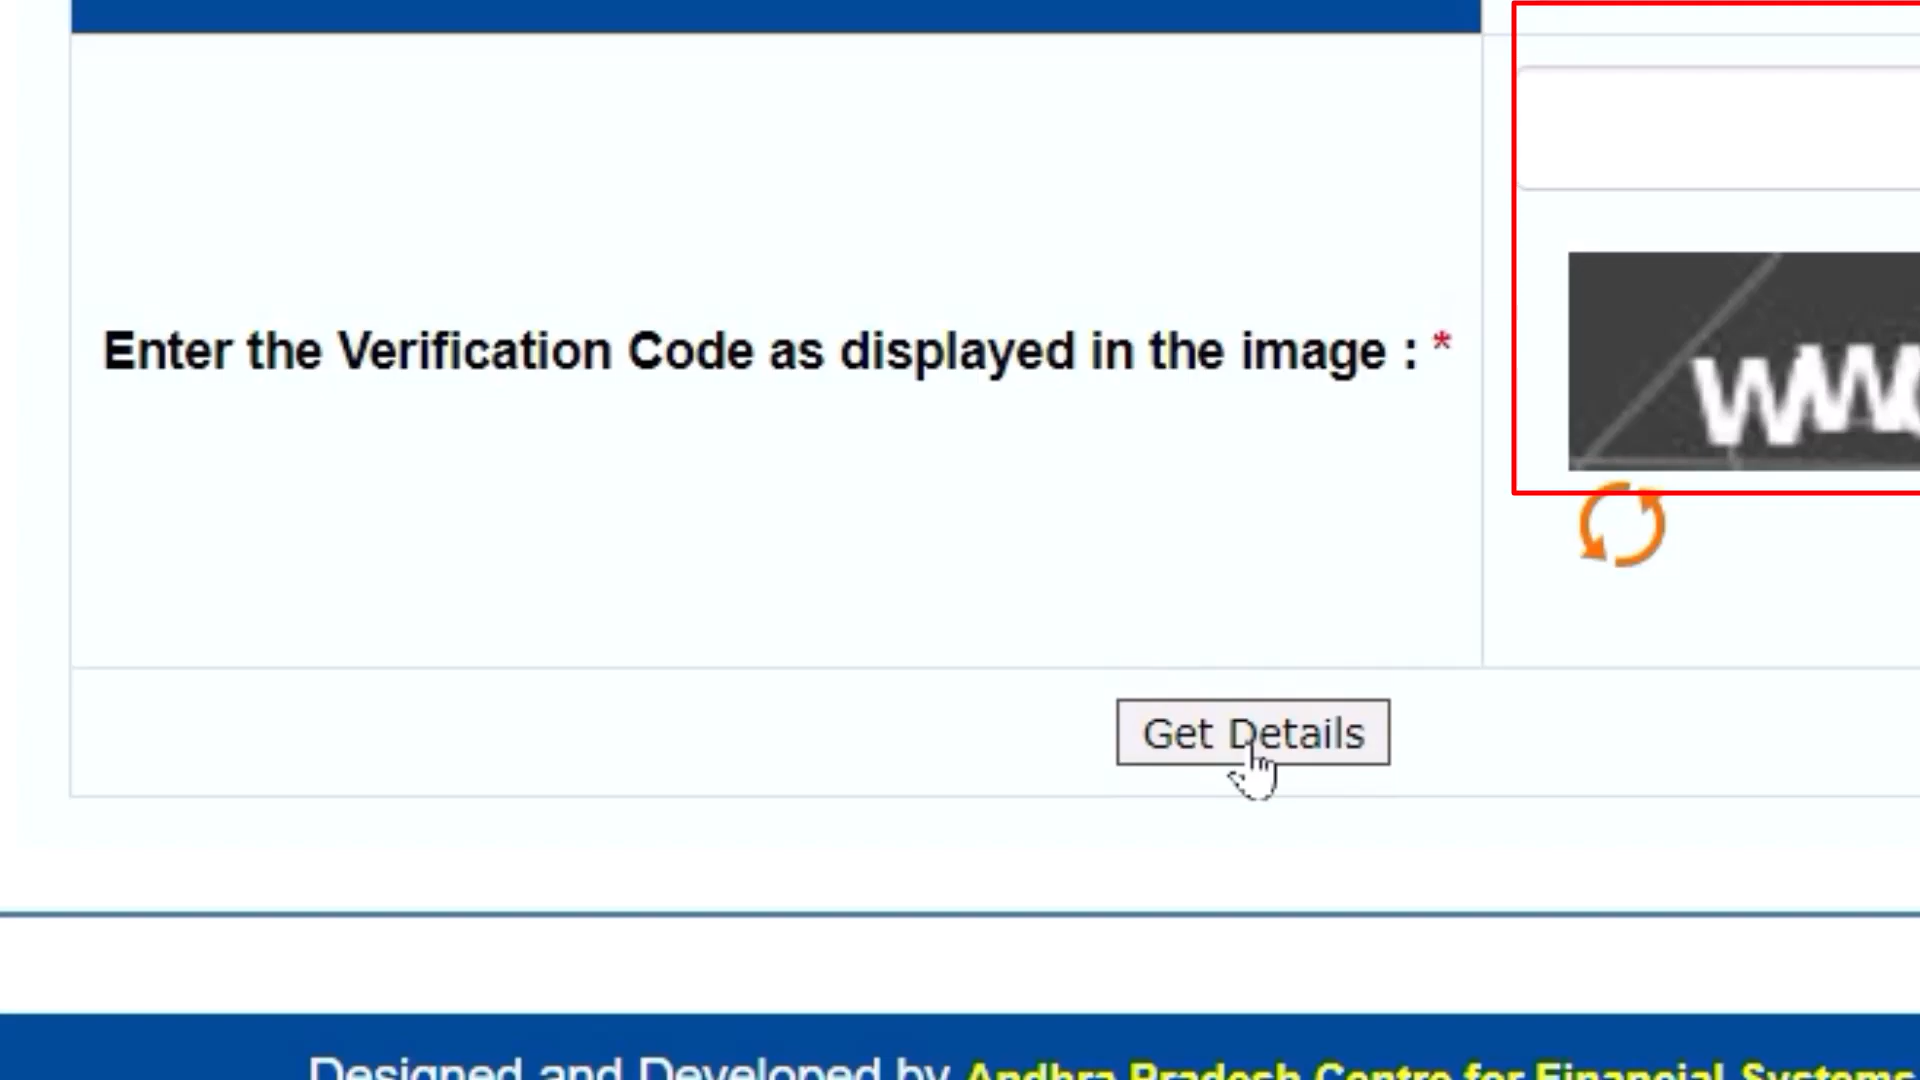 Enter the Verification Code as displayed in the image : *
Get Details
Designed and Developed by Andhra Pradesh Centre for Financial Systems